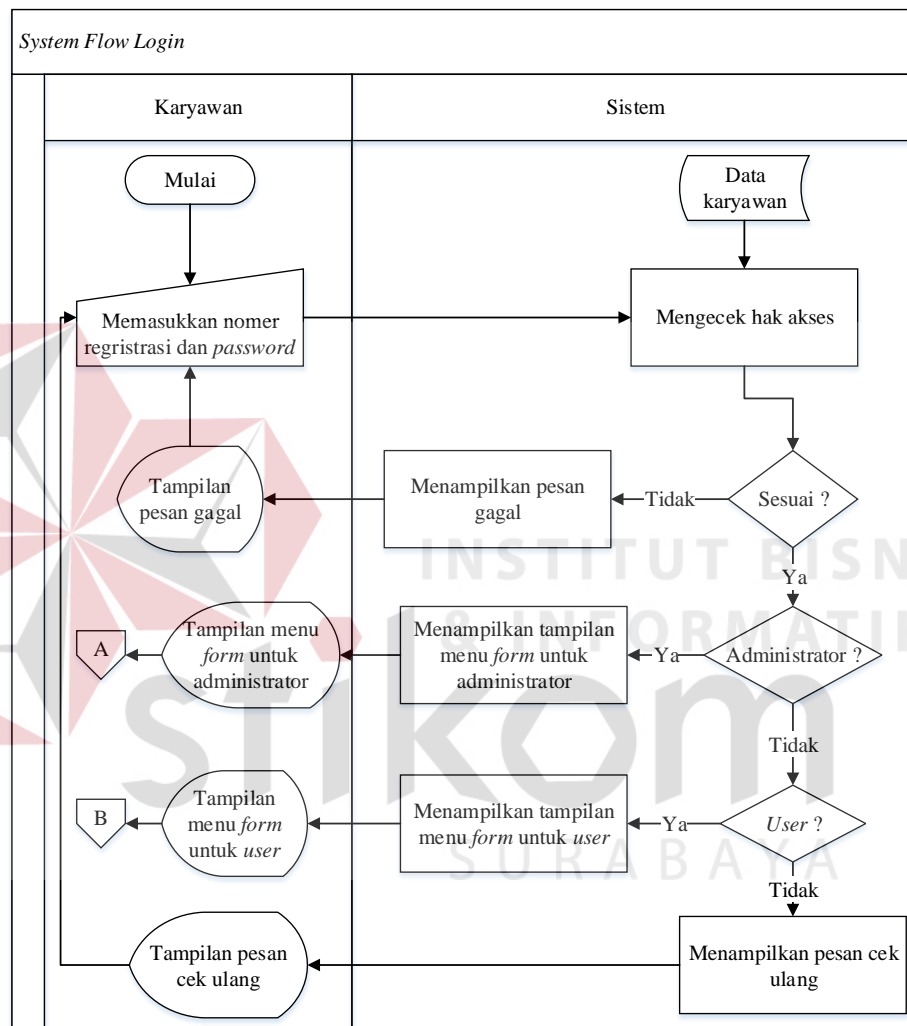 System Flow Login
Karyawan
Sistem
Mulai
Data
karyawan
Memasukkan nomer
regristrasi dan password
Mengecek hak akses
Tampilan
pesan gagal
Menampilkan pesan
gagal
Tidak
Sesuai ?
INSTITUT BISN
Ya
& INFORMATIK
A
Tampilan menu
form untuk
administrator
Menampilkan tampilan
menu form untuk
administrator
Ya
Administrator ?
stikom
Tidak
B
Tampilan
menu form
untuk user
Menampilkan tampilan
menu form untuk user
Ya
User ?
SURABAYA
Tidak
Tampilan pesan
cek ulang
Menampilkan pesan cek
ulang